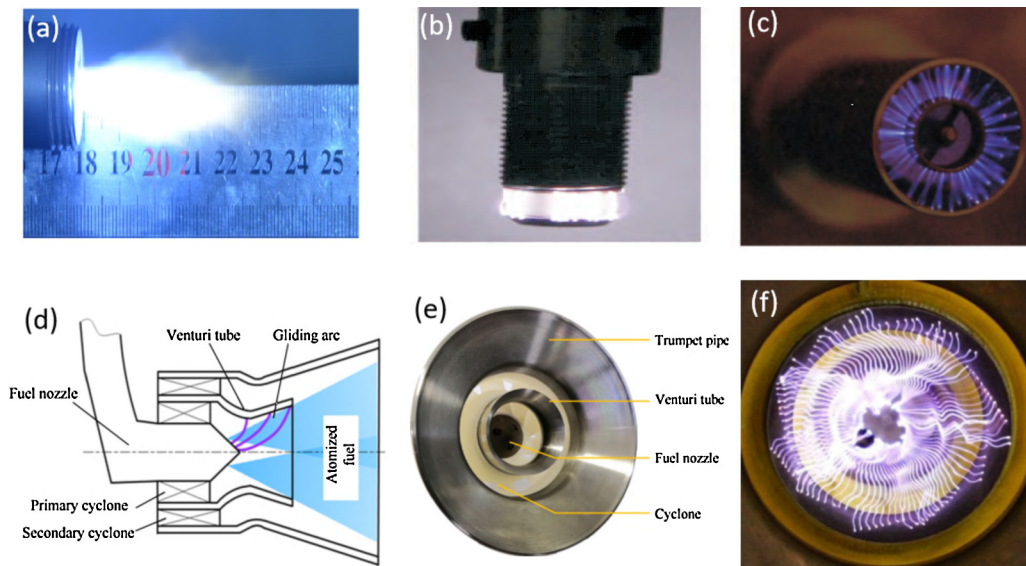 (a)
17 18 19 20 21 22 23 24 25
(b)
(c)
(d)
Venturi tube
Gliding arc
Fuel nozzle
Atomized
fuel
Primary cyclone
Secondary cyclone
(e)
Trumpet pipe
Venturi tube
Fuel nozzle
Cyclone
(f)